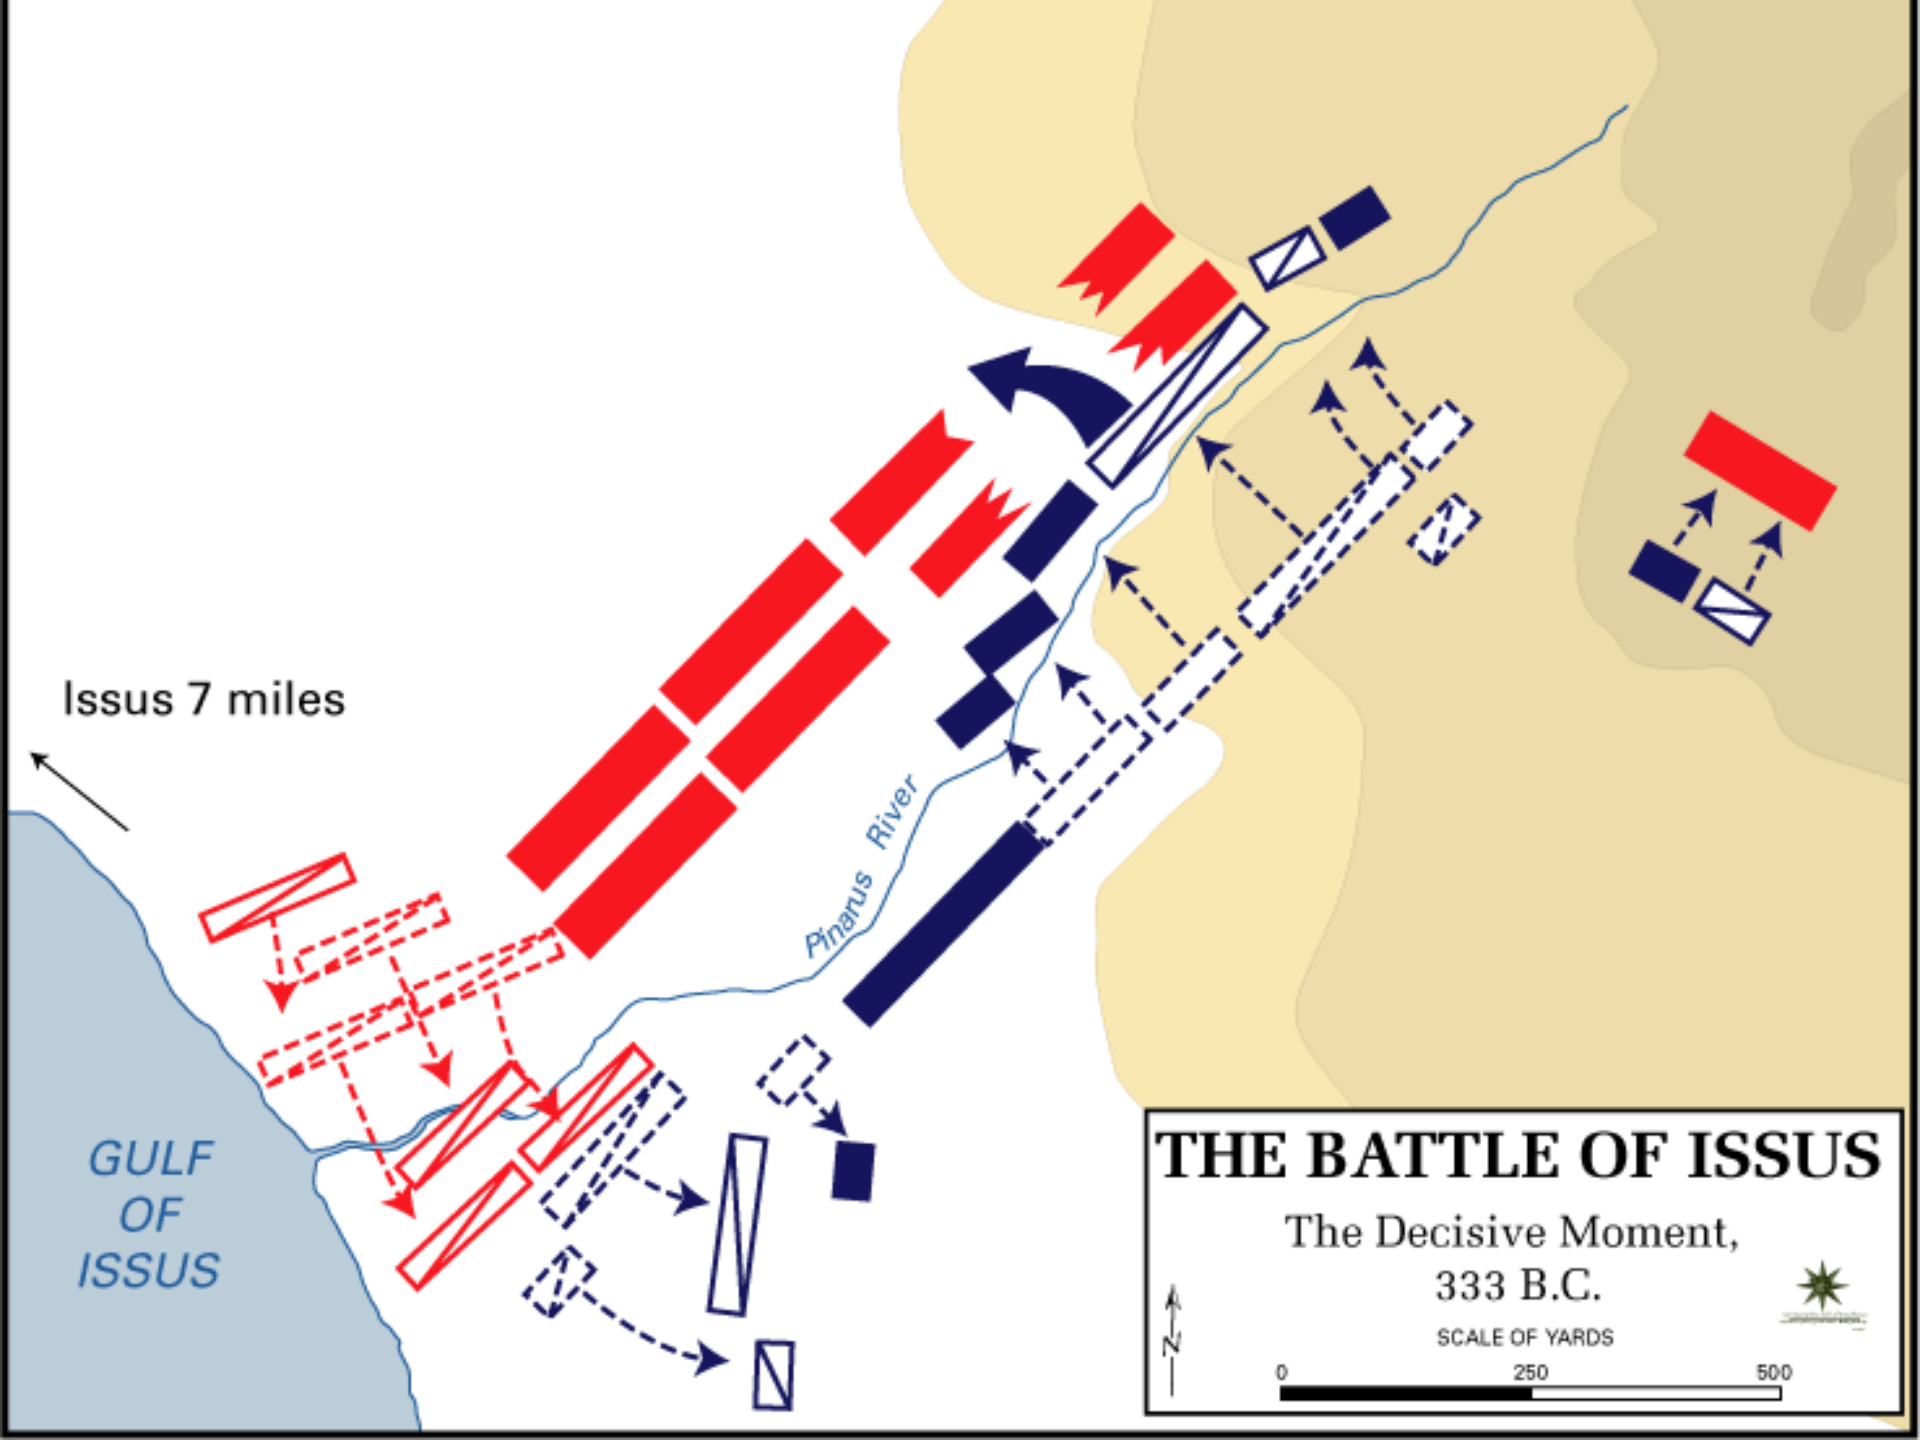 Issus 7 miles
Pinarus River
GULF
OF
ISSUS
THE BATTLE OF ISSUS
The Decisive Moment,
333 B.C.
SCALE OF YARDS
0 250 500
N